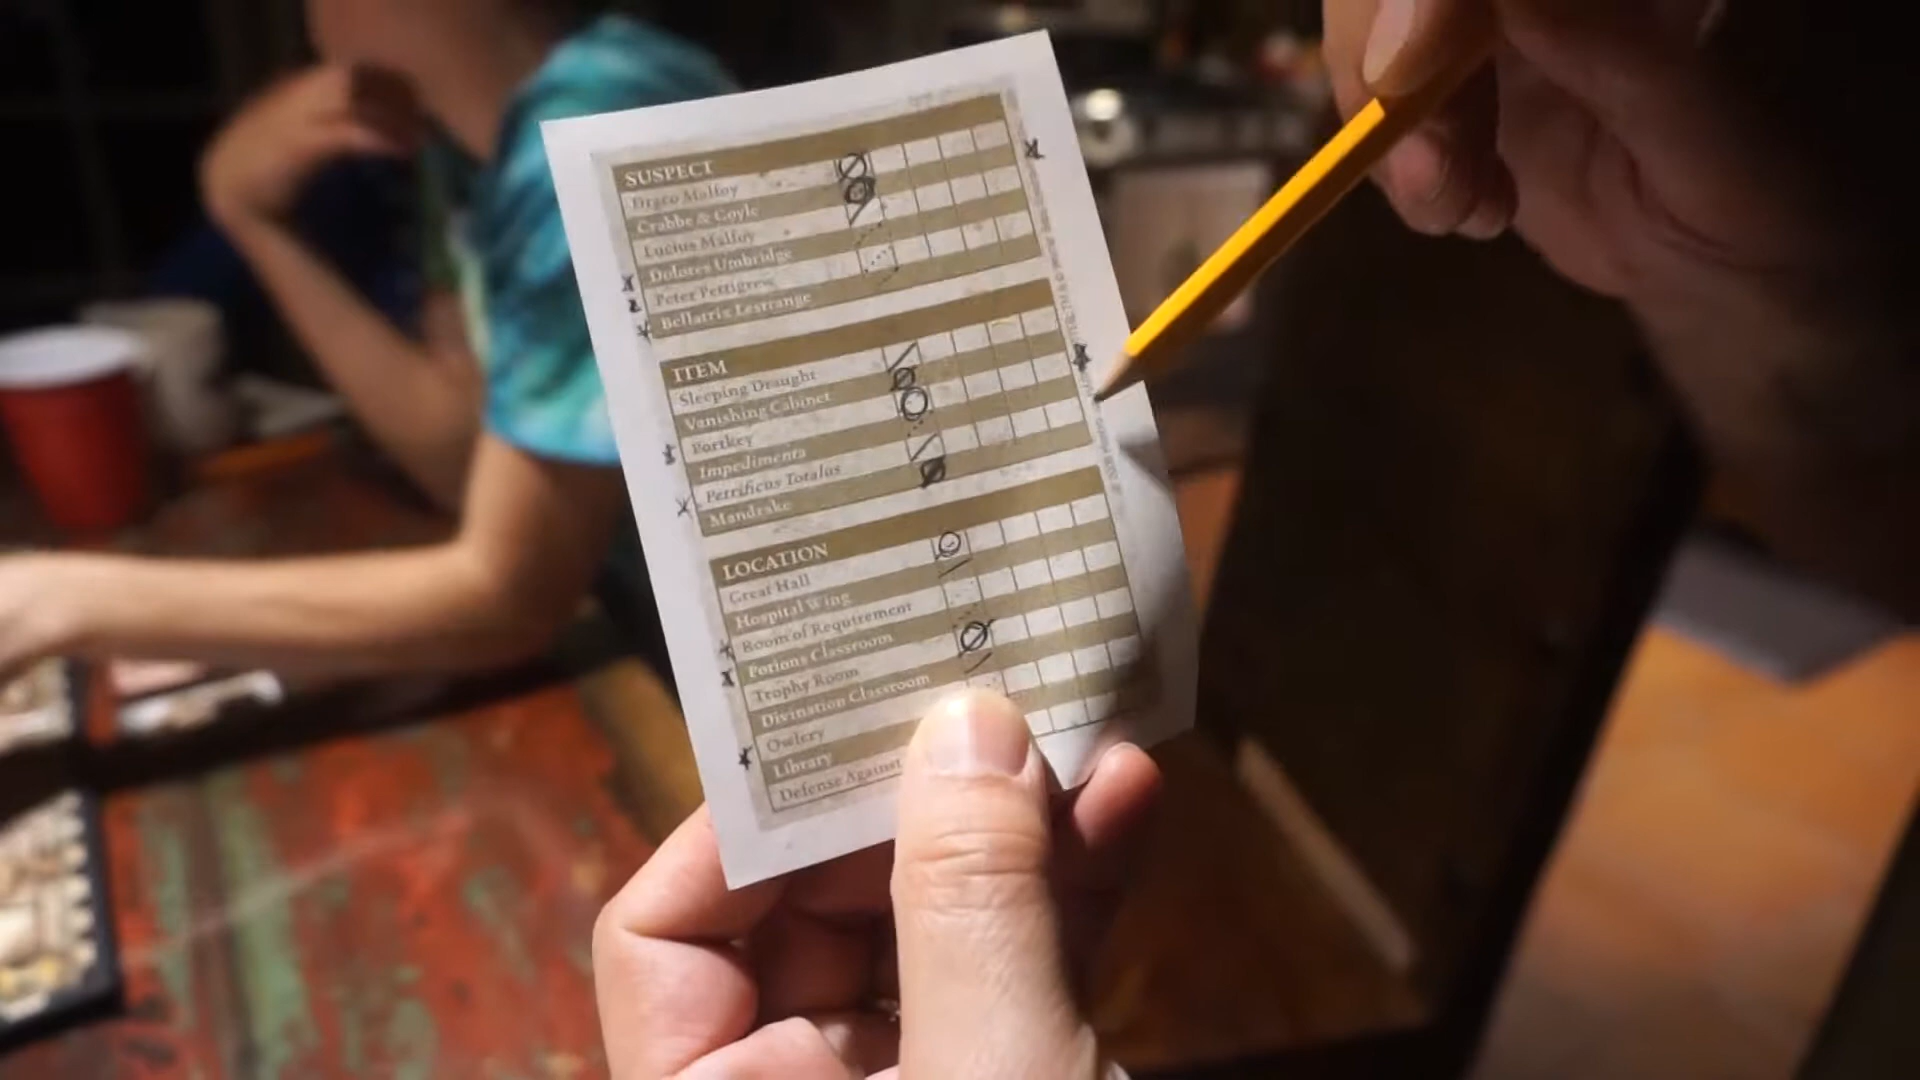 SUSPECT
Draco Malfoy
Crabbe & Goyle
Lucius Malfoy
Dolores Umbridge
Peter Pettigrew
Bellatrix Lestrange
ITEM
Sleeping Draught
Vanishing Cabinet
Portkey
Impedimenta
Petrificus Totalus
Mandrake
LOCATION
Great Hall
Hospital Wing
Room of Requirement
Potions Classroom
Trophy Room
Divination Classroom
Owlery
Library
Defense Against